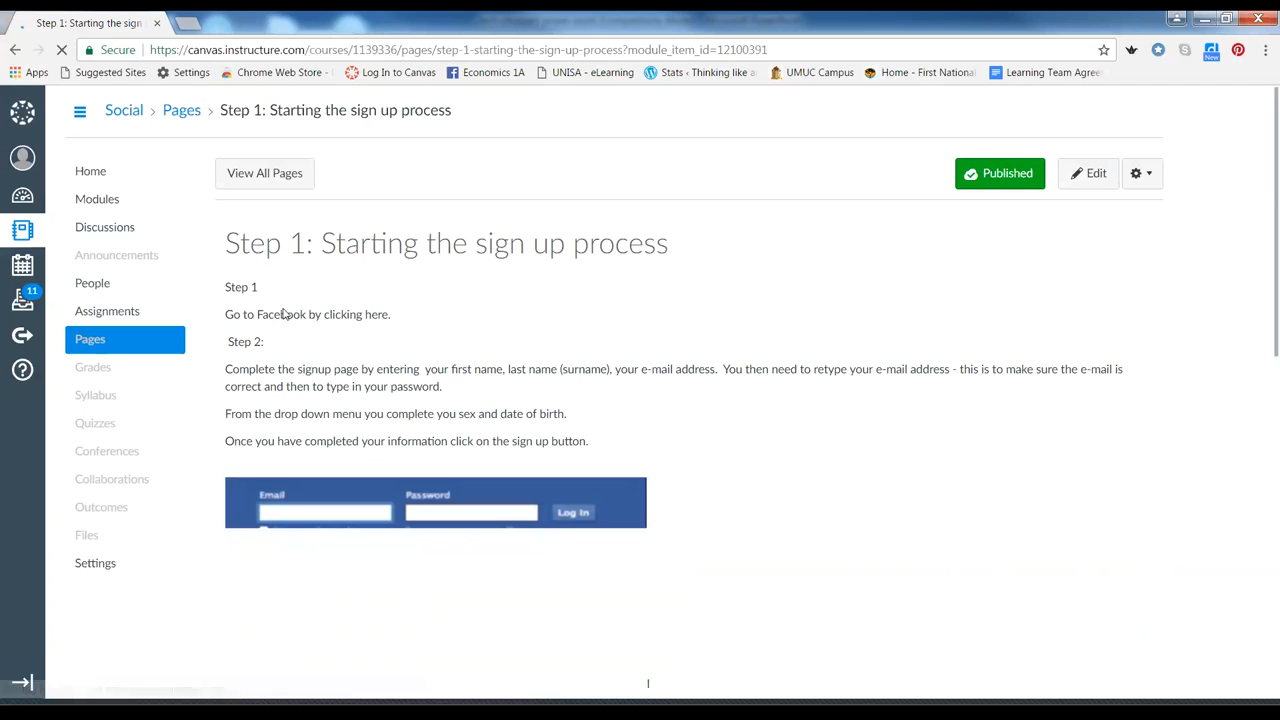 Step 1: Starting the sign
Secure https://canvas.instructure.com/courses/1139336/pages/step-1-starting-the-sign-up-process?module_item_id=12100391
Apps Suggested Sites Settings Chrome Webstore - Log In to Canvas Economics 1A UNISA - eLearning Stats ‹ Thinking like a UMUC Campus Home - First National Learning Team Agre
New
Social > Pages > Step 1: Starting the sign up process
Home
Modules
Discussions
Announcements
People
Assignments
Pages
Grades
Syllabus
Quizzes
Conferences
Collaborations
Outcomes
Files
Settings
11
View All Pages
Published
Edit
Step 1: Starting the sign up process
Step 1
Go to Facebook by clicking here.
Step 2:
Complete the signup page by entering your first name, last name (surname), your e-mail address. You then need to retype your e-mail address - this is to make sure the e-mail is
correct and then to type in your password.
From the drop down menu you complete you sex and date of birth.
Once you have completed your information click on the sign up button.
Email Password
Log In